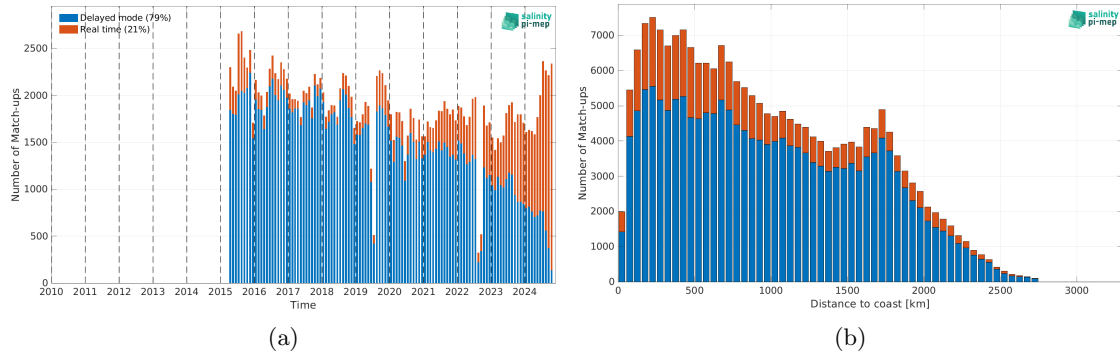 Delayed mode (79%)
Real time (21%)
salinity
pi-mep
Number of Match-ups
2500
2000
1500
1000
500
0
2010 2011 2012 2013 2014 2015 2016 2017 2018 2019 2020 2021 2022 2023 2024
Time
(a)
salinity
pi-mep
Number of Match-ups
7000
6000
5000
4000
3000
2000
1000
0
0 500 1000 1500 2000 2500 3000
Distance to coast [km]
(b)